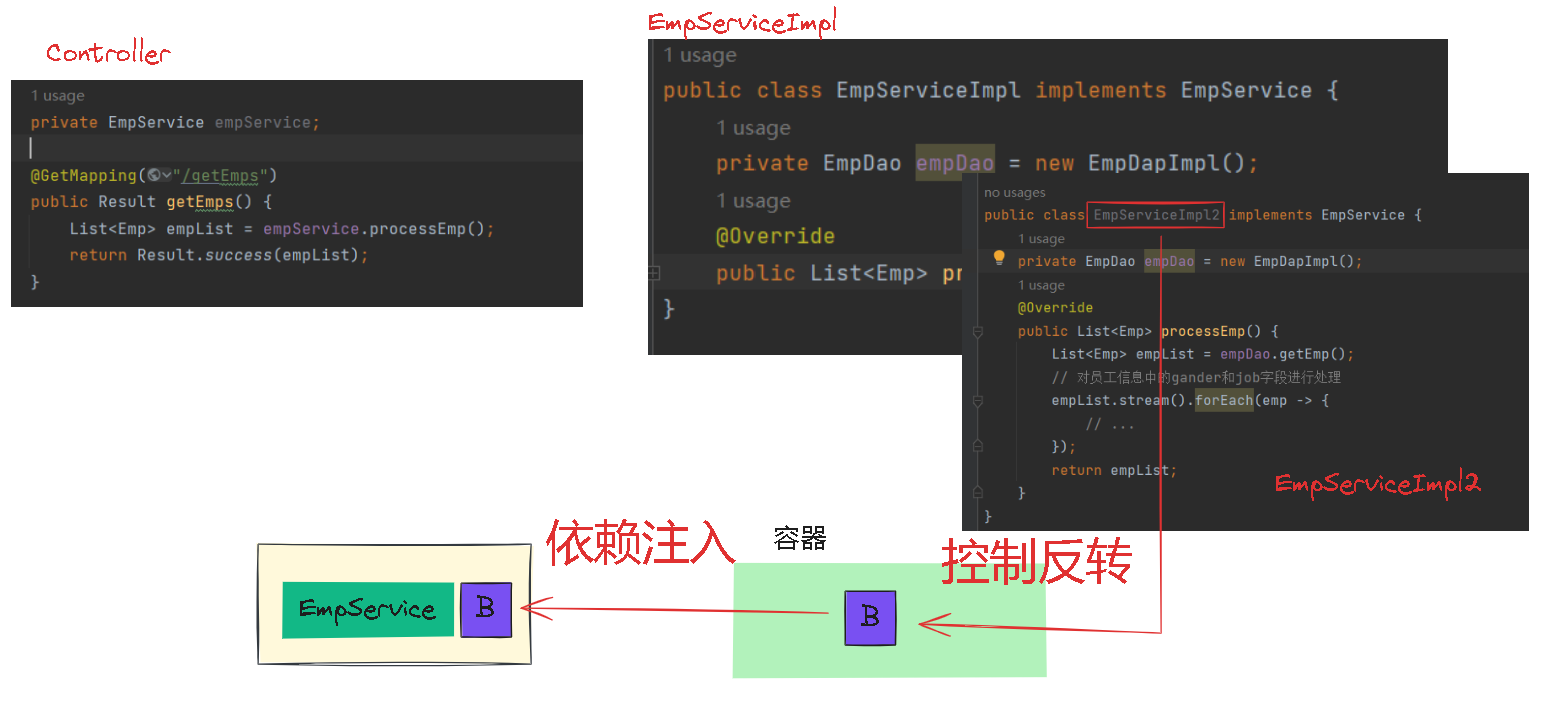 Controller
1 usage
private EmpService empService;
@GetMapping("/getEmps")
public Result getEmps() {
List<Emp> empList = empService.processEmp();
return Result.success(empList);
}
EmpServiceImpl
1 usage
public class EmpServiceImpl implements EmpService {
1 usage
private EmpDao empDao = new EmpDapImpl();
1 usage
@Override
public List<Emp> pr
}
no usages
public class EmpServiceImpl2 implements EmpService {
1 usage
private EmpDao empDao = new EmpDapImpl();
1 usage
@Override
public List<Emp> processEmp() {
List<Emp> empList = empDao.getEmp();
// 对员工信息中的gander和job字段进行处理
empList.stream().forEach(emp -> {
// ...
});
return empList;
}
}
EmpServiceImpl2
依赖注入
容器
控制反转
EmpService
B
B